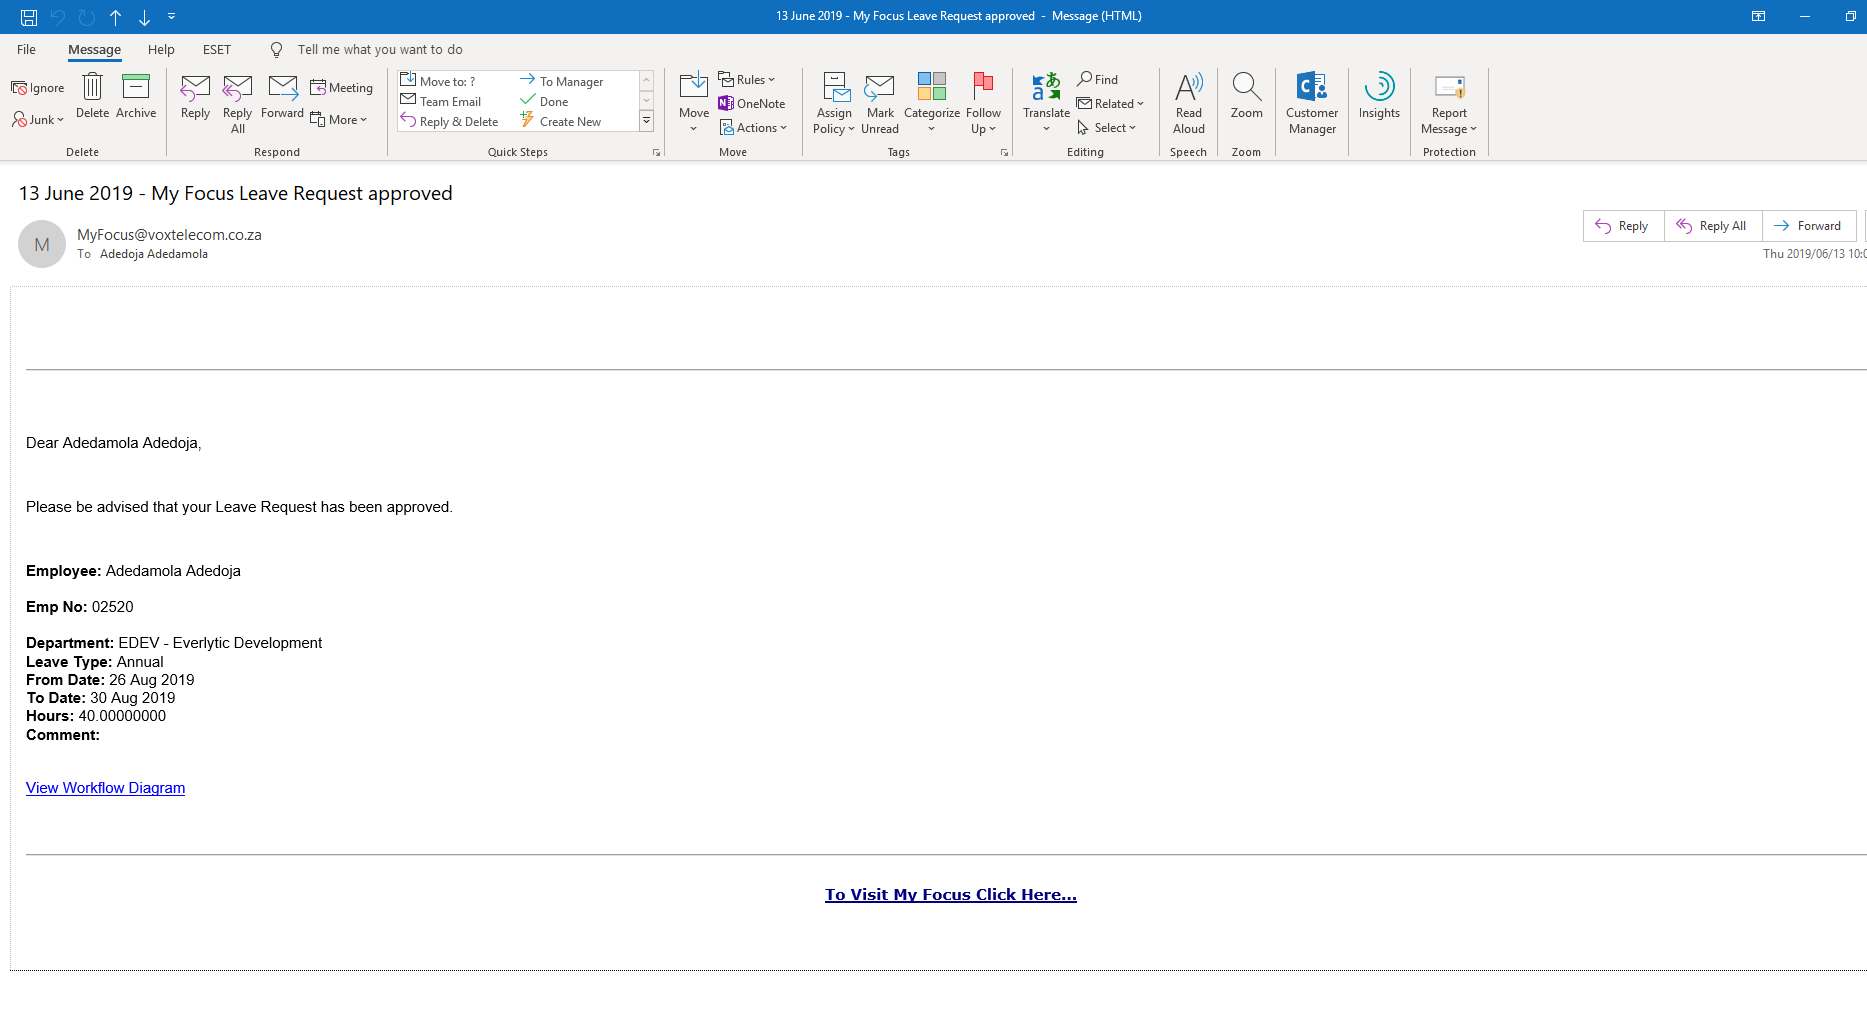 13 June 2019 - My Focus Leave Request approved - Message (HTML)
File Message Help ESET Tell me what you want to do
Ignore
Junk
Delete
Archive
Delete
Reply
Reply All
Forward
Meeting
More
Respond
Move to: ?
Team Email
Reply & Delete
To Manager
Done
Create New
Quick Steps
Move
Rules
OneNote
Actions
Move
Assign Policy
Mark Unread
Categorize
Follow Up
Tags
Translate
Find
Related
Select
Editing
Read Aloud
Speech
Zoom
Zoom
Customer Manager
Insights
Report Message
Protection
13 June 2019 - My Focus Leave Request approved
M
MyFocus@voxtelecom.co.za
To Adedoja Adedamola
Reply Reply All Forward
Thu 2019/06/13 10:0
Dear Adedamola Adedoja,
Please be advised that your Leave Request has been approved.
Employee: Adedamola Adedoja
Emp No: 02520
Department: EDEV - Everlytic Development
Leave Type: Annual
From Date: 26 Aug 2019
To Date: 30 Aug 2019
Hours: 40.00000000
Comment:
View Workflow Diagram
To Visit My Focus Click Here...